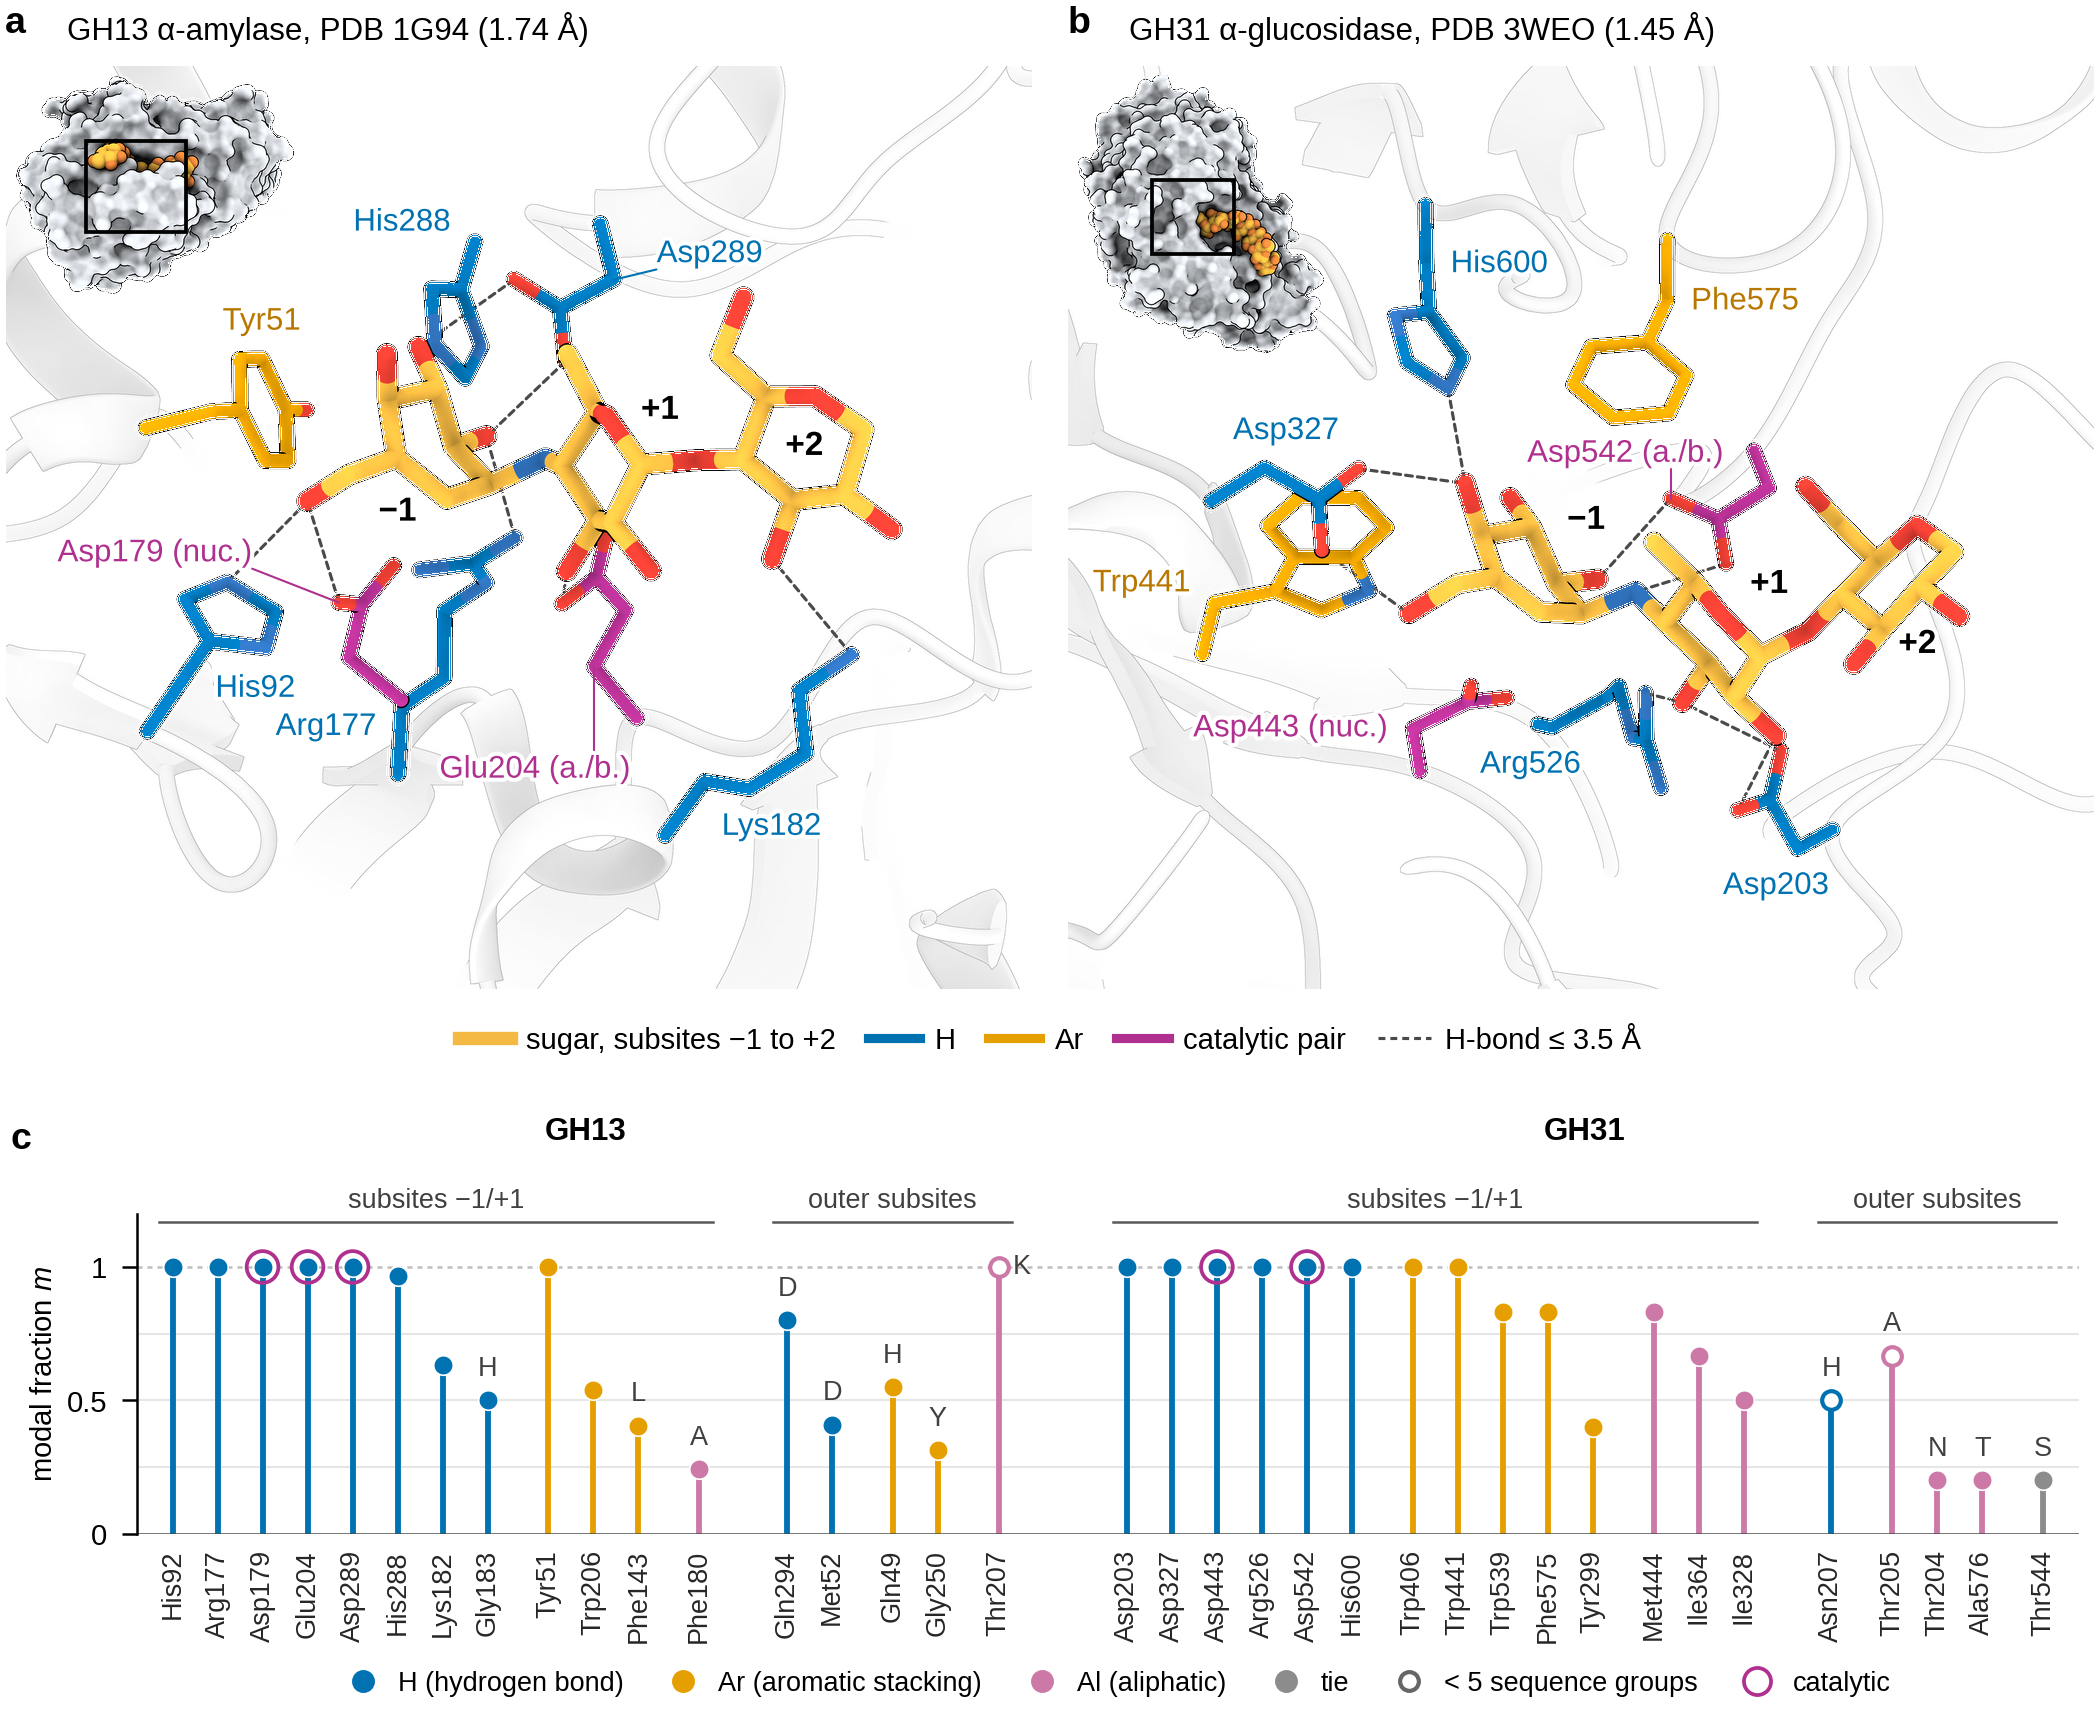 a GH13 α-amylase, PDB 1G94 (1.74 Å)
His288
Asp289
Tyr51
+1
+2
−1
Asp179 (nuc.)
His92
Arg177
Glu204 (a./b.)
Lys182
b GH31 α-glucosidase, PDB 3WEO (1.45 Å)
His600
Phe575
Asp327
Asp542 (a./b.)
−1
Trp441
+1
+2
Asp443 (nuc.)
Arg526
Asp203
sugar, subsites −1 to +2 H Ar catalytic pair H-bond ≤ 3.5 Å
c
GH13 GH31
subsites −1/+1 outer subsites subsites −1/+1 outer subsites
modal fraction m
1
0.5
0
H
L
A
D
D
H
Y
K
H
A
N
T
S
His92
Arg177
Asp179
Glu204
Asp289
His288
Lys182
Gly183
Tyr51
Trp206
Phe143
Phe180
Gln294
Met52
Gln49
Gly250
Thr207
Asp203
Asp327
Asp443
Arg526
Asp542
His600
Trp406
Trp441
Trp539
Phe575
Tyr299
Met444
Ile364
Ile328
Asn207
Thr205
Thr204
Ala576
Thr544
H (hydrogen bond) Ar (aromatic stacking) Al (aliphatic) tie < 5 sequence groups catalytic